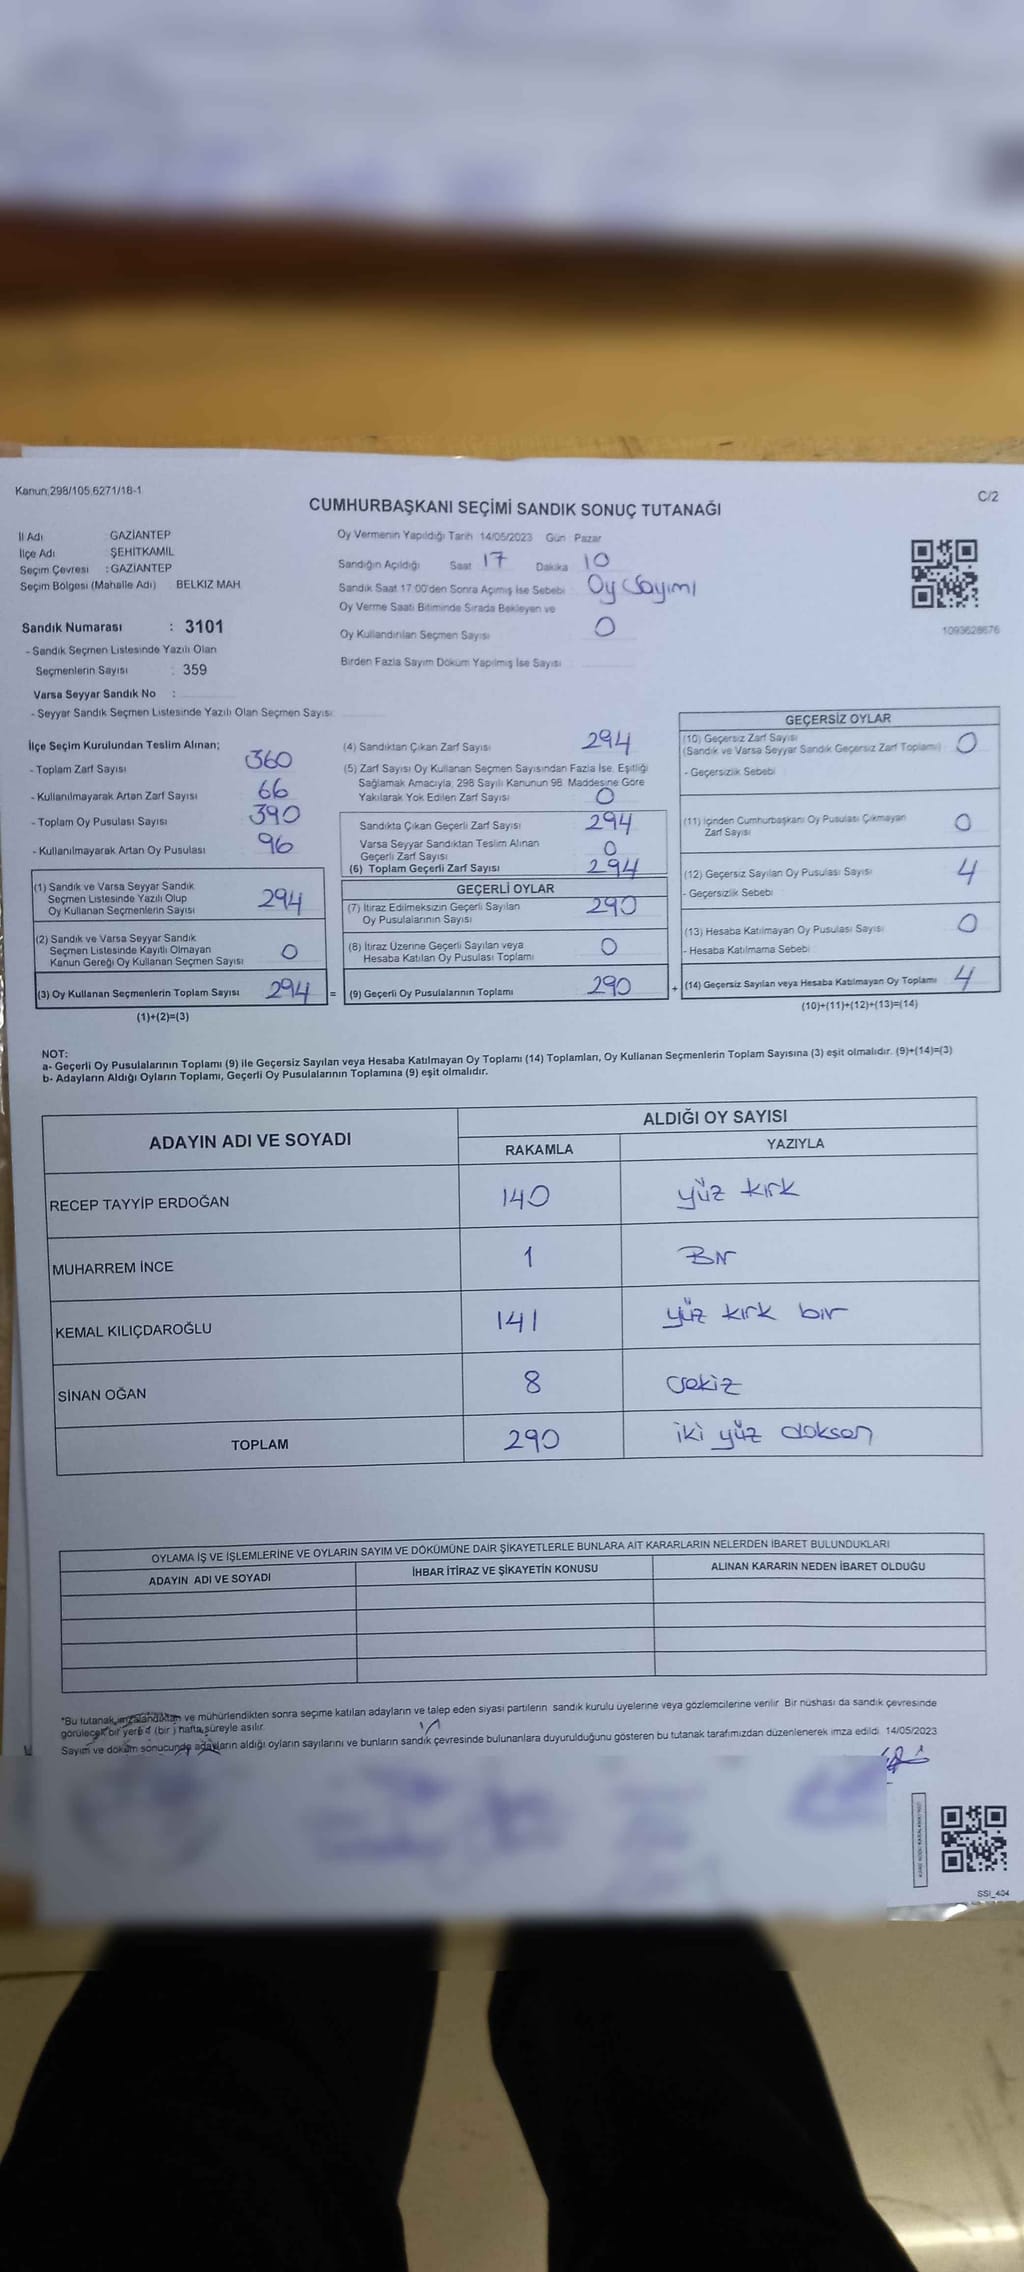 Kanun,298/105,6271/18-1
C/2
CUMHURBAŞKANI SEÇİMİ SANDIK SONUÇ TUTANAĞI
İl Adı GAZİANTEP
İlçe Adı ŞEHİTKAMİL
Seçim Çevresi : GAZİANTEP
Seçim Bölgesi (Mahalle Adı) BELKIZ MAH.
Sandık Numarası : 3101
- Sandık Seçmen Listesinde Yazılı Olan
Seçmenlerin Sayısı : 359
Varsa Seyyar Sandık No :
- Seyyar Sandık Seçmen Listesinde Yazılı Olan Seçmen Sayısı
Oy Vermenin Yapıldığı Tarih 14/05/2023 Gün : Pazar
Sandığın Açıldığı Saat 17 Dakika 10
Sandık Saat 17:00'den Sonra Açımış İse Sebebi : Oy Sayımı
Oy Verme Saati Bitiminde Sırada Bekleyen ve
Oy Kullandırılan Seçmen Sayısı 0
Birden Fazla Sayım Döküm Yapılmış İse Sayısı
1093628676
İlçe Seçim Kurulundan Teslim Alınan;
- Toplam Zarf Sayısı 360
- Kullanılmayarak Artan Zarf Sayısı 66
- Toplam Oy Pusulası Sayısı 390
- Kullanılmayarak Artan Oy Pusulası 96
(1) Sandık ve Varsa Seyyar Sandık
Seçmen Listesinde Yazılı Olup
Oy Kullanan Seçmenlerin Sayısı 294
(2) Sandık ve Varsa Seyyar Sandık
Seçmen Listesinde Kayıtlı Olmayan
Kanun Gereği Oy Kullanan Seçmen Sayısı 0
(3) Oy Kullanan Seçmenlerin Toplam Sayısı 294 =
(1)+(2)=(3)
(4) Sandıktan Çıkan Zarf Sayısı 294
(5) Zarf Sayısı Oy Kullanan Seçmen Sayısından Fazla İse, Eşitliği
Sağlamak Amacıyla, 298 Sayılı Kanunun 98. Maddesine Göre
Yakılarak Yok Edilen Zarf Sayısı 0
Sandıkta Çıkan Geçerli Zarf Sayısı 294
Varsa Seyyar Sandıktan Teslim Alınan
Geçerli Zarf Sayısı 0
(6) Toplam Geçerli Zarf Sayısı 294
GEÇERLİ OYLAR
(7) İtiraz Edilmeksizin Geçerli Sayılan
Oy Pusulalarının Sayısı 290
(8) İtiraz Üzerine Geçerli Sayılan veya
Hesaba Katılan Oy Pusulası Toplamı 0
(9) Geçerli Oy Pusulalarının Toplamı 290 +
GEÇERSİZ OYLAR
(10) Geçersiz Zarf Sayısı
(Sandık ve Varsa Seyyar Sandık Geçersiz Zarf Toplamı) 0
- Geçersizlik Sebebi
(11) İçinden Cumhurbaşkanı Oy Pusulası Çıkmayan
Zarf Sayısı 0
(12) Geçersiz Sayılan Oy Pusulası Sayısı 4
- Geçersizlik Sebebi
(13) Hesaba Katılmayan Oy Pusulası Sayısı 0
- Hesaba Katılmama Sebebi
(14) Geçersiz Sayılan veya Hesaba Katılmayan Oy Toplamı 4
(10)+(11)+(12)+(13)=(14)
NOT:
a- Geçerli Oy Pusulalarının Toplamı (9) ile Geçersiz Sayılan veya Hesaba Katılmayan Oy Toplamı (14) Toplamları, Oy Kullanan Seçmenlerin Toplam Sayısına (3) eşit olmalıdır. (9)+(14)=(3)
b- Adayların Aldığı Oyların Toplamı, Geçerli Oy Pusulalarının Toplamına (9) eşit olmalıdır.
ADAYIN ADI VE SOYADI ALDIĞI OY SAYISI
RAKAMLA YAZIYLA
RECEP TAYYİP ERDOĞAN 140 yüz kırk
MUHARREM İNCE 1 Bir
KEMAL KILIÇDAROĞLU 141 yüz kırk bir
SİNAN OĞAN 8 sekiz
TOPLAM 290 iki yüz doksan
OYLAMA İŞ VE İŞLEMLERİNE VE OYLARIN SAYIM VE DÖKÜMÜNE DAİR ŞİKAYETLERLE BUNLARA AİT KARARLARIN NELERDEN İBARET BULUNDUKLARI
ADAYIN ADI VE SOYADI İHBAR İTİRAZ VE ŞİKAYETİN KONUSU ALINAN KARARIN NEDEN İBARET OLDUĞU
*Bu tutanak imzalandıktan ve mühürlendikten sonra seçime katılan adayların ve talep eden siyasi partilerin sandık kurulu üyelerine veya gözlemcilerine verilir. Bir nüshası da sandık çevresinde
görülecek bir yere 1 (bir) hafta süreyle asılır.
Sayım ve döküm sonucunda adayların aldığı oyların sayılarını ve bunların sandık çevresinde bulunanlara duyurulduğunu gösteren bu tutanak tarafımızdan düzenlenerek imza edildi. 14/05/2023
SSI_404